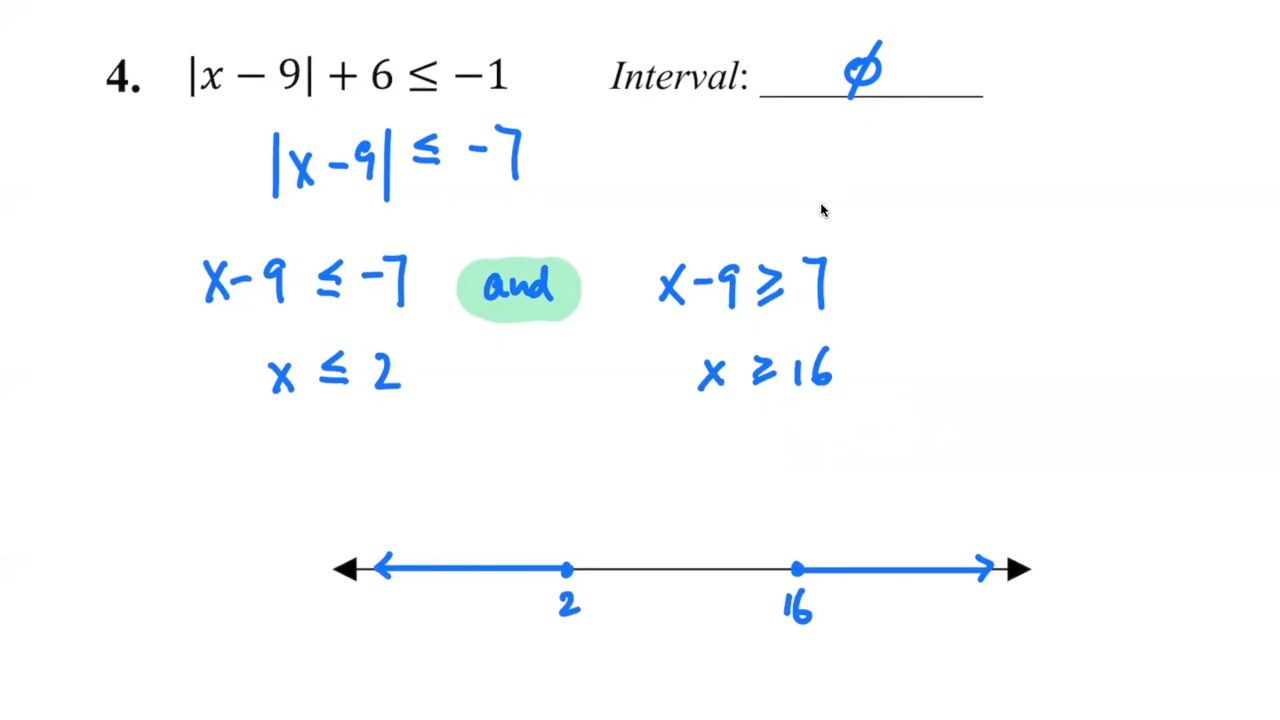 4. |x − 9| + 6 ≤ −1 Interval: ∅
|x - 9| ≤ -7
x - 9 ≤ -7 and x - 9 ≥ 7
x ≤ 2 x ≥ 16
2 16